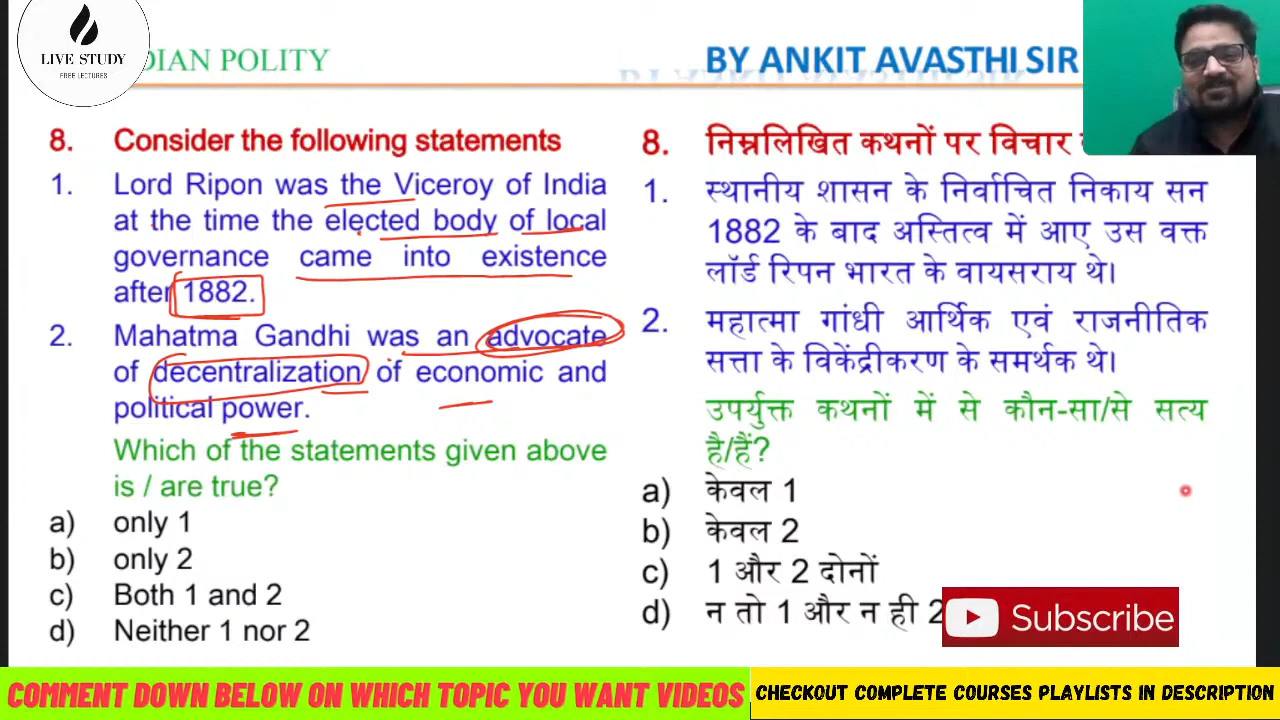 LIVE STUDY
FREE LECTURES
DIAN POLITY
BY ANKIT AVASTHI SIR
8. Consider the following statements
1. Lord Ripon was the Viceroy of India
at the time the elected body of local
governance came into existence
after 1882.
2. Mahatma Gandhi was an advocate
of decentralization of economic and
political power.
Which of the statements given above
is / are true?
a) only 1
b) only 2
c) Both 1 and 2
d) Neither 1 nor 2
8. निम्नलिखित कथनों पर विचार
1. स्थानीय शासन के निर्वाचित निकाय सन
1882 के बाद अस्तित्व में आए उस वक्त
लॉर्ड रिपन भारत के वायसराय थे।
2. महात्मा गांधी आर्थिक एवं राजनीतिक
सत्ता के विकेंद्रीकरण के समर्थक थे।
उपर्युक्त कथनों में से कौन-सा/से सत्य
है/हैं?
a) केवल 1
b) केवल 2
c) 1 और 2 दोनों
d) न तो 1 और न ही 2
Subscribe
COMMENT DOWN BELOW ON WHICH TOPIC YOU WANT VIDEOS
CHECKOUT COMPLETE COURSES PLAYLISTS IN DESCRIPTION